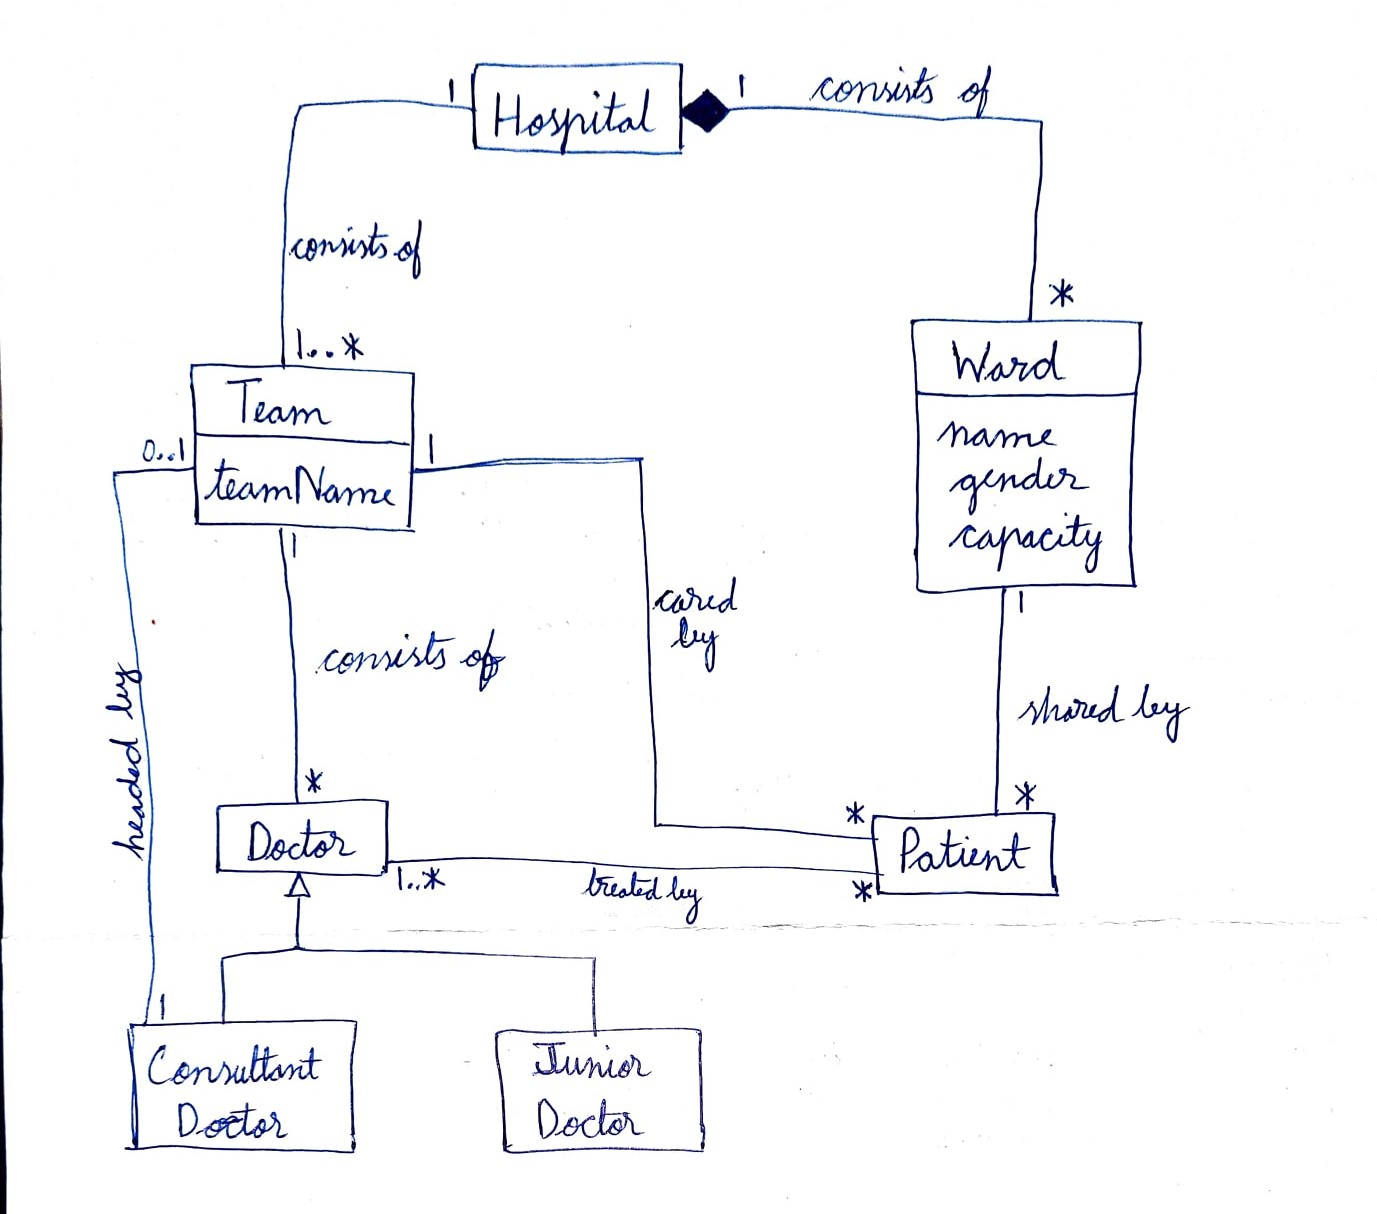 1
Hospital
1
consists of
consists of
1..*
*
Team
teamName
0..1
1
1
Ward
name
gender
capacity
1
cared
by
consists of
headed by
shared by
*
*
*
Doctor
1..*
treated by
*
Patient
1
Consultant
Doctor
Junior
Doctor